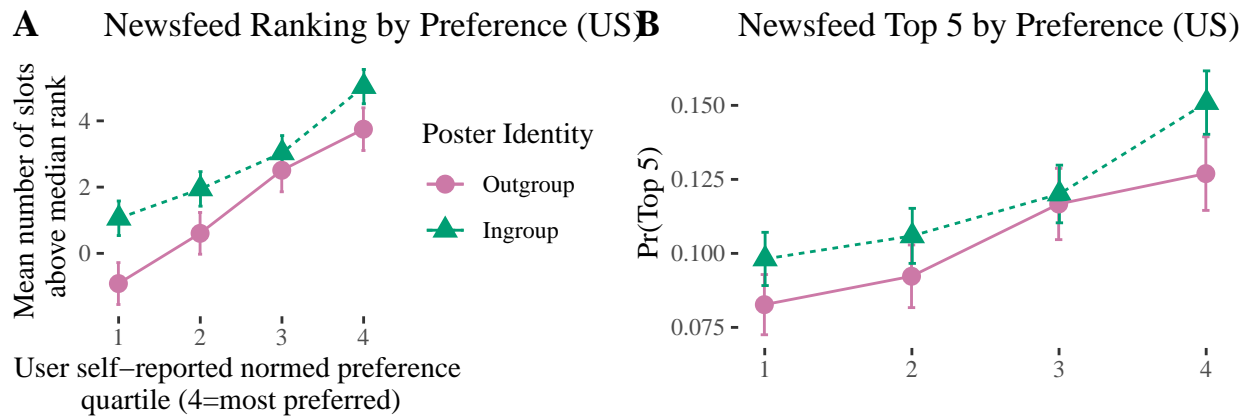 A Newsfeed Ranking by Preference (US)
Mean number of slots
above median rank
4
2
0
1 2 3 4
User self−reported normed preference
quartile (4=most preferred)
Poster Identity
Outgroup
Ingroup
B Newsfeed Top 5 by Preference (US)
Pr(Top 5)
0.150
0.125
0.100
0.075
1 2 3 4